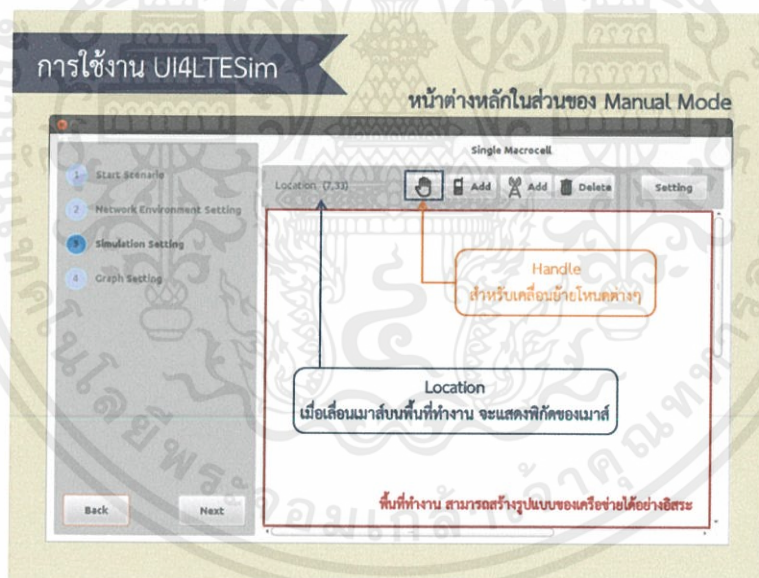 การใช้งาน UI4LTESim
หน้าต่างหลักในส่วนของ Manual Mode
Single Macrocell
1 Start Scenario
2 Network Environment Setting
3 Simulation Setting
4 Graph Setting
Location (7,33)
Add
Add
Delete
Setting
Handle
สำหรับเคลื่อนย้ายโหนดต่างๆ
Location
เมื่อเลื่อนเมาส์บนพื้นที่ทำงาน จะแสดงพิกัดของเมาส์
พื้นที่ทำงาน สามารถสร้างรูปแบบของเครือข่ายได้อย่างอิสระ
Back
Next